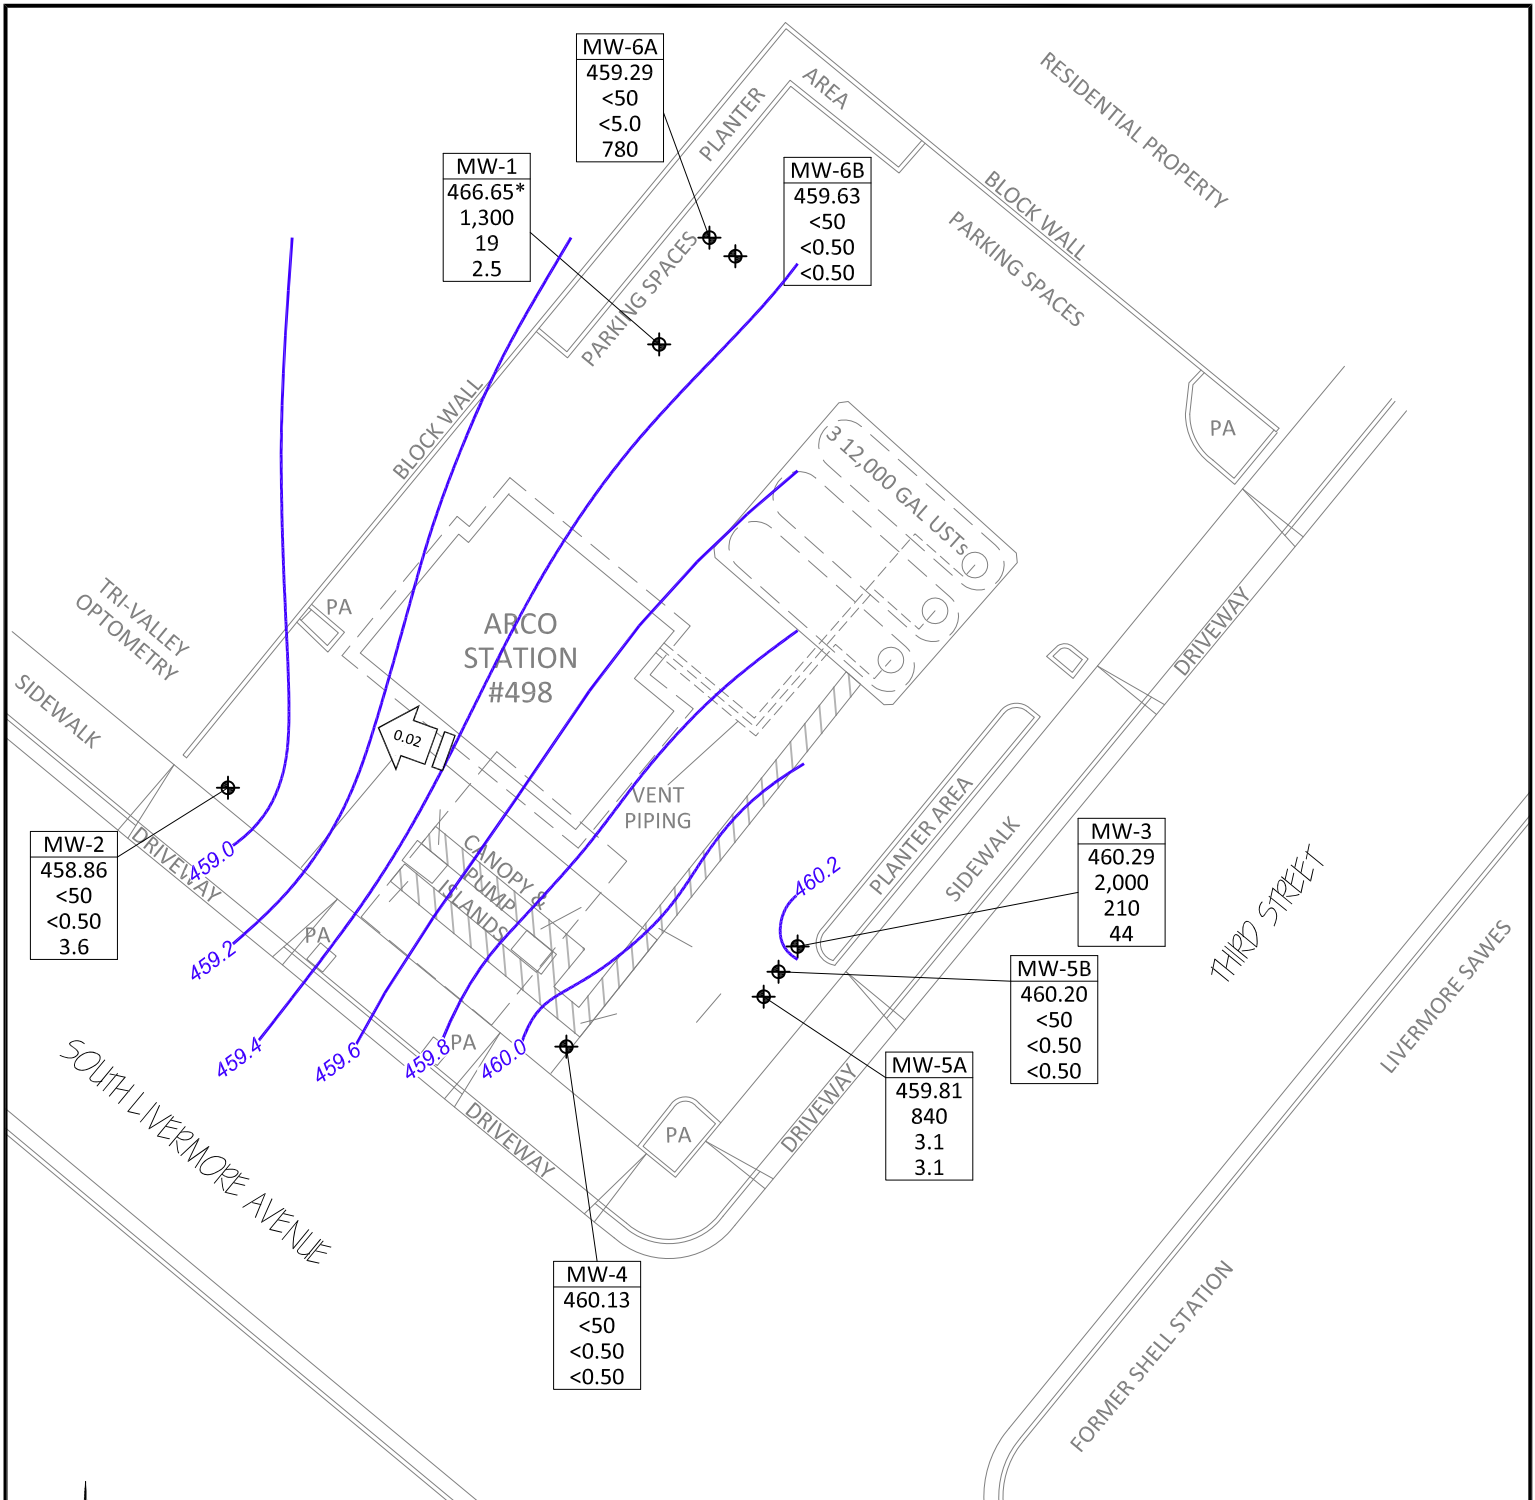 MW-6A
459.29
<50
<5.0
780
MW-1
466.65*
1,300
19
2.5
MW-6B
459.63
<50
<0.50
<0.50
PLANTER
AREA
RESIDENTIAL PROPERTY
BLOCK WALL
PARKING SPACES
PARKING SPACES
BLOCK WALL
PA
3 12,000 GAL USTs
TRI-VALLEY
OPTOMETRY
PA
ARCO
STATION
#498
SIDEWALK
DRIVEWAY
0.02
VENT
PIPING
MW-2
458.86
<50
<0.50
3.6
DRIVEWAY
459.0
CANOPY &
PUMP
ISLANDS
460.2
PLANTER AREA
SIDEWALK
MW-3
460.29
2,000
210
44
THIRD STREET
LIVERMORE SAWES
PA
459.2
459.4
459.6
459.8
PA
460.0
MW-5B
460.20
<50
<0.50
<0.50
MW-5A
459.81
840
3.1
3.1
SOUTH LIVERMORE AVENUE
DRIVEWAY
PA
DRIVEWAY
MW-4
460.13
<50
<0.50
<0.50
FORMER SHELL STATION